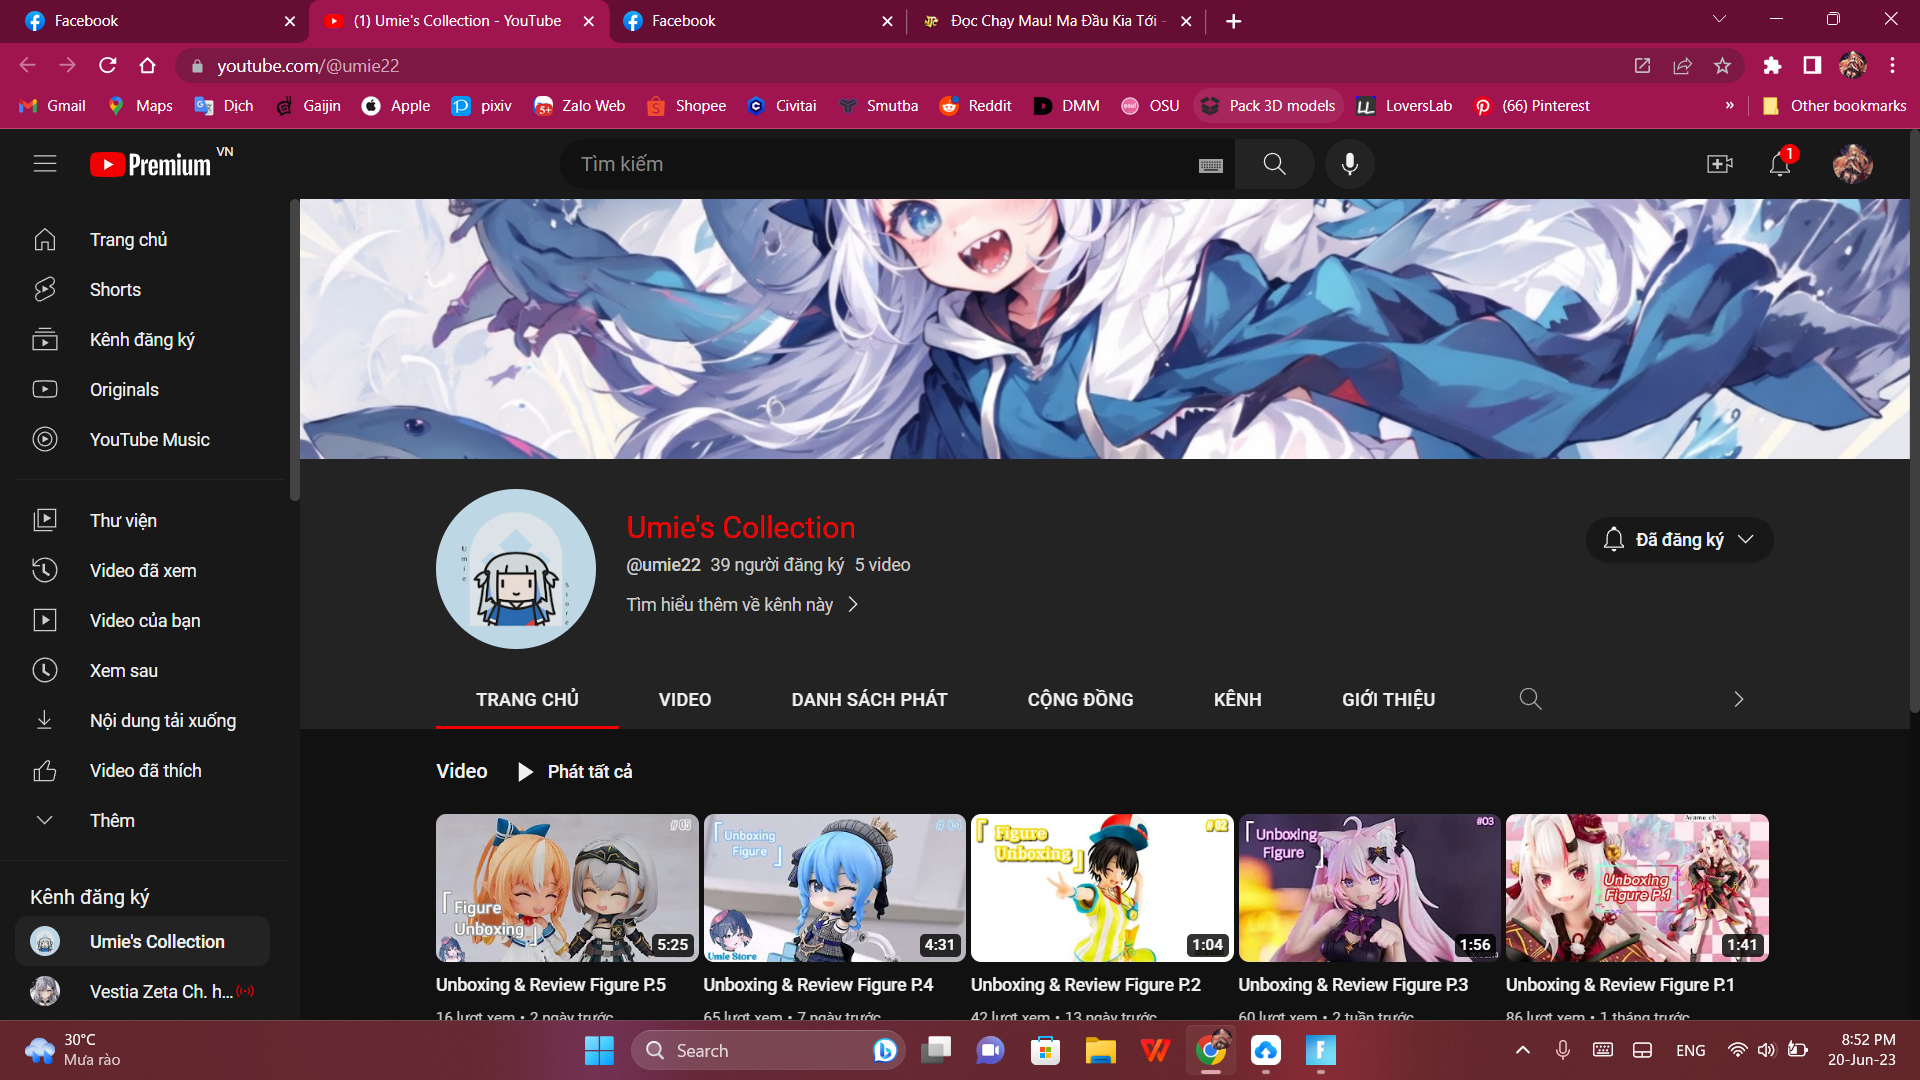 Facebook
(1) Umie's Collection - YouTube
Facebook
Đọc Chạy Mau! Ma Đầu Kia Tới -
youtube.com/@umie22
Gmail
Maps
Dịch
Gaijin
Apple
pixiv
Zalo Web
Shopee
Civitai
Smutba
Reddit
DMM
OSU
Pack 3D models
LoversLab
(66) Pinterest
»
Other bookmarks
Premium VN
Tìm kiếm
1
Trang chủ
Shorts
Kênh đăng ký
Originals
YouTube Music
Thư viện
Video đã xem
Video của bạn
Xem sau
Nội dung tải xuống
Video đã thích
Thêm
Kênh đăng ký
Umie's Collection
Vestia Zeta Ch. h...
Umie Store
Umie's Collection
@umie22 39 người đăng ký 5 video
Tìm hiểu thêm về kênh này
Đã đăng ký
TRANG CHỦ
VIDEO
DANH SÁCH PHÁT
CỘNG ĐỒNG
KÊNH
GIỚI THIỆU
Video
Phát tất cả
#05
「Figure
Unboxing」
5:25
Unboxing & Review Figure P.5
16 lượt xem • 2 ngày trước
「Unboxing
Figure」
#04
Umie Store
4:31
Unboxing & Review Figure P.4
65 lượt xem • 7 ngày trước
「Figure
Unboxing」
#02
1:04
Unboxing & Review Figure P.2
42 lượt xem • 13 ngày trước
「Unboxing
Figure」
#03
1:56
Unboxing & Review Figure P.3
60 lượt xem • 2 tuần trước
Ayame ch
Unboxing
Figure P.1
1:41
Unboxing & Review Figure P.1
86 lượt xem • 1 tháng trước
30°C
Mưa rào
Search
ENG
8:52 PM
20-Jun-23